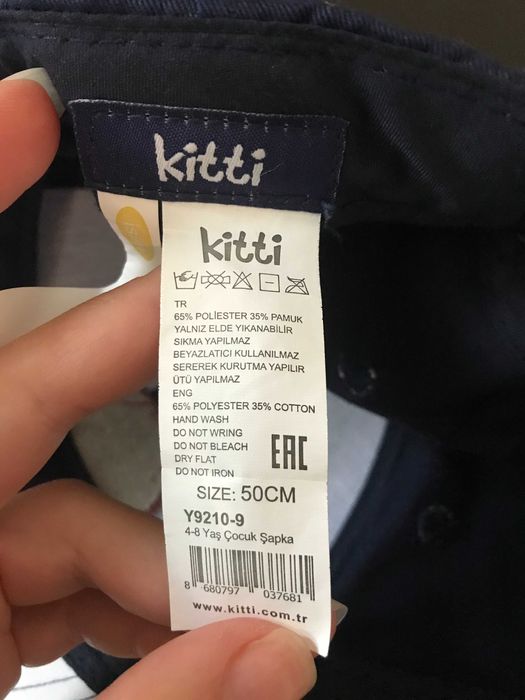 kitti
kitti
TR
65% POLİESTER 35% PAMUK
YALNIZ ELDE YIKANABİLİR
SIKMA YAPILMAZ
BEYAZLATICI KULLANILMAZ
SEREREK KURUTMA YAPILIR
ÜTÜ YAPILMAZ
ENG
65% POLYESTER 35% COTTON
HAND WASH
DO NOT WRING
DO NOT BLEACH
DRY FLAT
DO NOT IRON
EAC
SIZE: 50CM
Y9210-9
4-8 Yaş Çocuk Şapka
8 680797 037681
www.kitti.com.tr